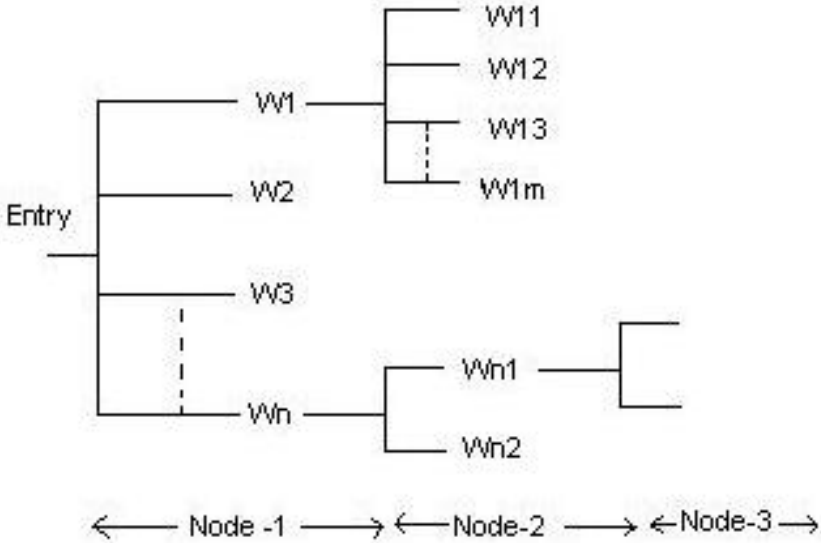 W11
W12
W1
W13
W1m
W2
Entry
W3
Wn1
Wn
Wn2
Node -1
Node-2
Node-3